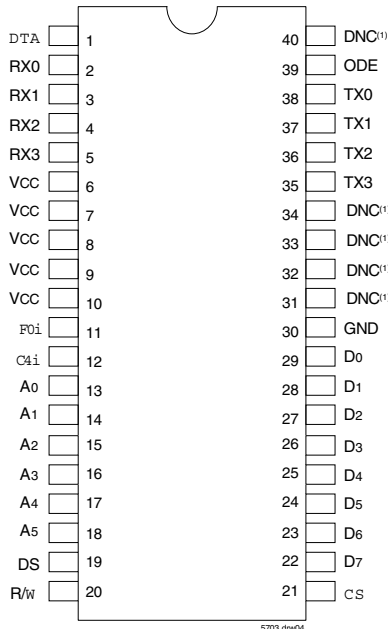 DTA 1 40 DNC(1)
RX0 2 39 ODE
RX1 3 38 TX0
RX2 4 37 TX1
RX3 5 36 TX2
VCC 6 35 TX3
VCC 7 34 DNC(1)
VCC 8 33 DNC(1)
VCC 9 32 DNC(1)
VCC 10 31 DNC(1)
F0i 11 30 GND
C4i 12 29 D0
A0 13 28 D1
A1 14 27 D2
A2 15 26 D3
A3 16 25 D4
A4 17 24 D5
A5 18 23 D6
DS 19 22 D7
R/W 20 21 CS
5703 drw04